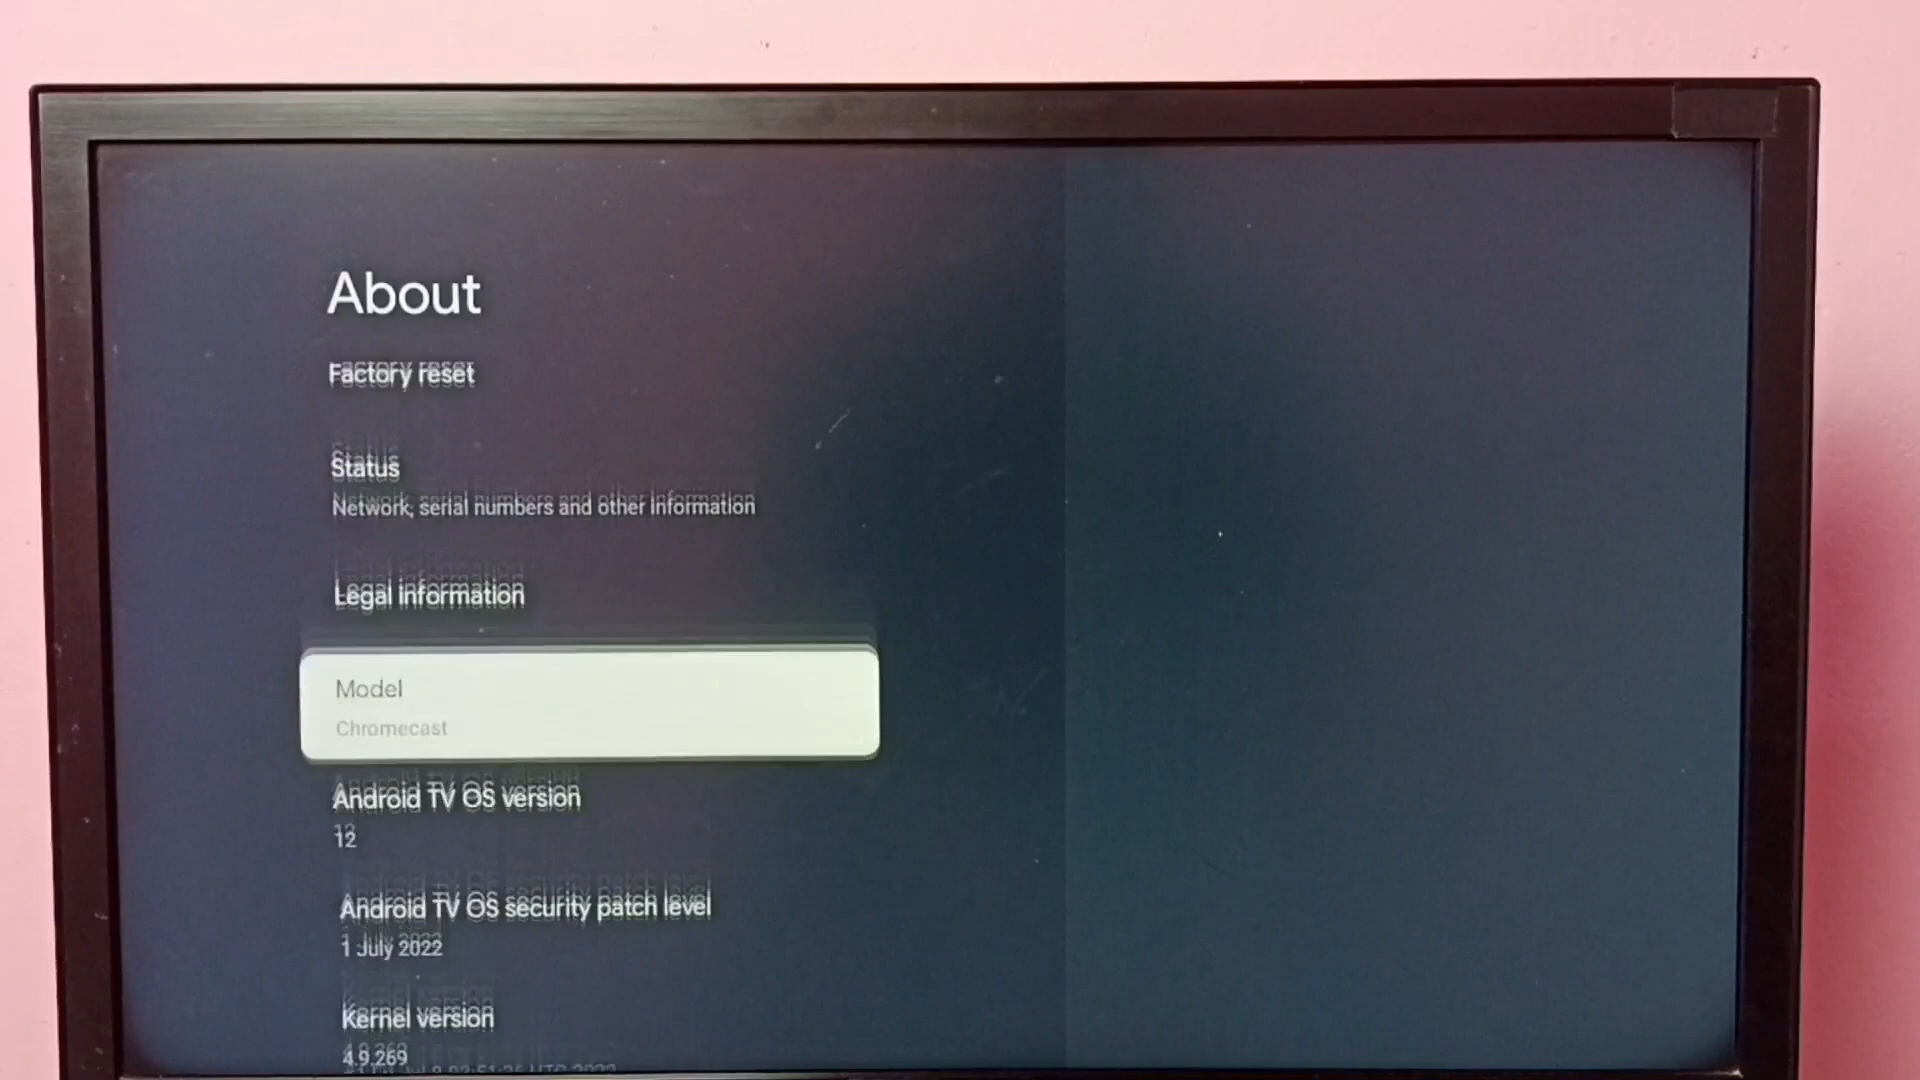 About
Factory reset
Status
Network, serial numbers and other information
Legal information
Model
Chromecast
Android TV OS version
12
Android TV OS security patch level
1 July 2022
Kernel version
4.9.269